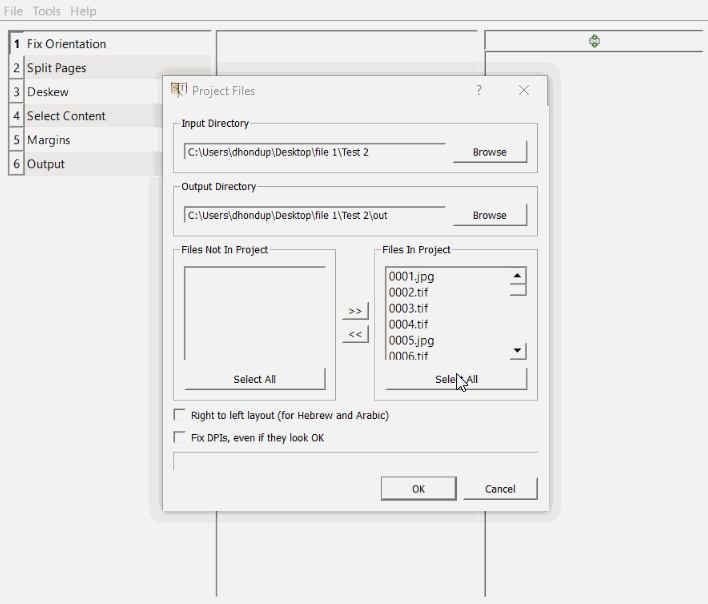 File Tools Help
1 Fix Orientation
2 Split Pages
3 Deskew
4 Select Content
5 Margins
6 Output
Project Files
?
Input Directory
C:\Users\dhondup\Desktop\file 1\Test 2
Browse
Output Directory
C:\Users\dhondup\Desktop\file 1\Test 2\out
Browse
Files Not In Project
Select All
>>
<<
Files In Project
0001.jpg
0002.tif
0003.tif
0004.tif
0005.jpg
0006.tif
Select All
Right to left layout (for Hebrew and Arabic)
Fix DPIs, even if they look OK
OK
Cancel